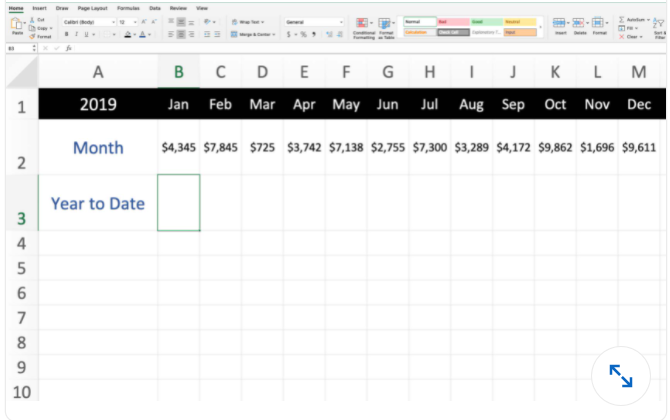 Home Insert Draw Page Layout Formulas Data Review View
Cut
Copy
Paste Format
Calibri (Body) 12
B I U
Wrap Text
Merge & Center
General
$ % 9
Conditional Formatting Format as Table
Normal Bad Good Neutral
Calculation Check Cell Explanatory T... Input
Insert Delete Format
AutoSum
Fill
Clear
Sort & Filter
B3 fx
A B C D E F G H I J K L M
1 2019 Jan Feb Mar Apr May Jun Jul Aug Sep Oct Nov Dec
2 Month $4,345 $7,845 $725 $3,742 $7,138 $2,755 $7,300 $3,289 $4,172 $9,862 $1,696 $9,611
3 Year to Date
4
5
6
7
8
9
10